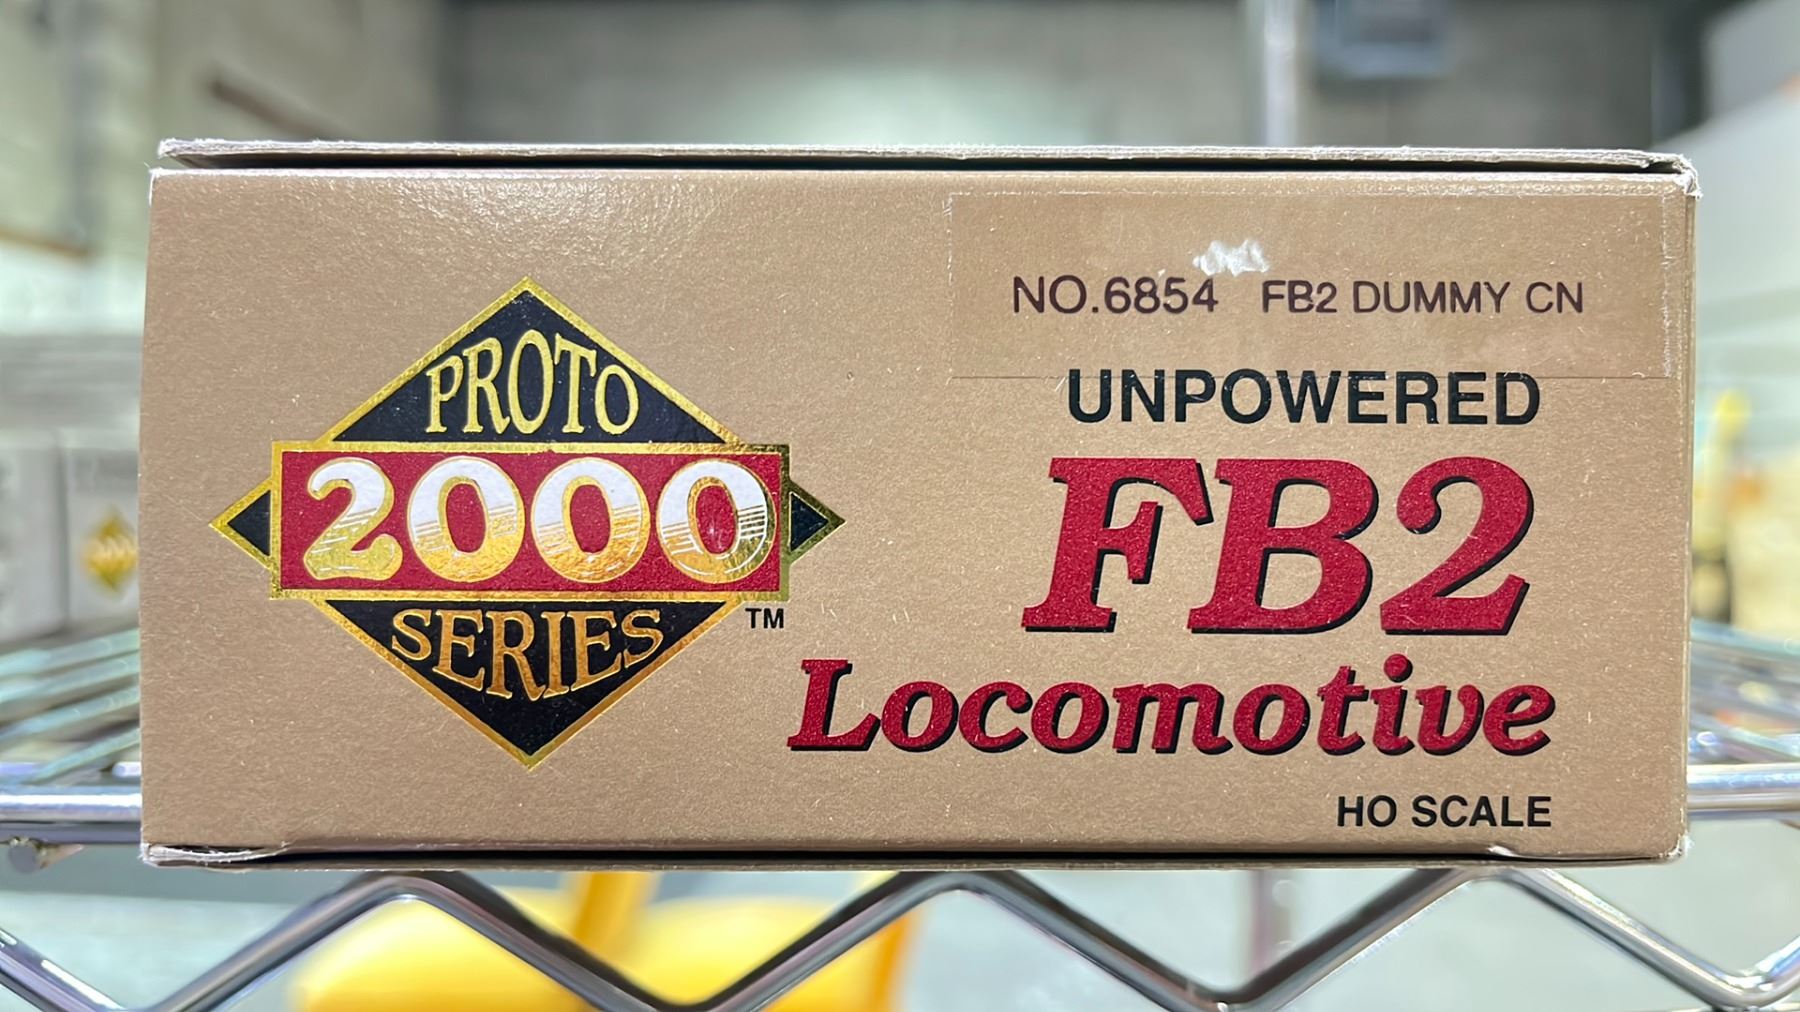 PROTO
2000
SERIES
TM
NO.6854 FB2 DUMMY CN
UNPOWERED
FB2
Locomotive
HO SCALE